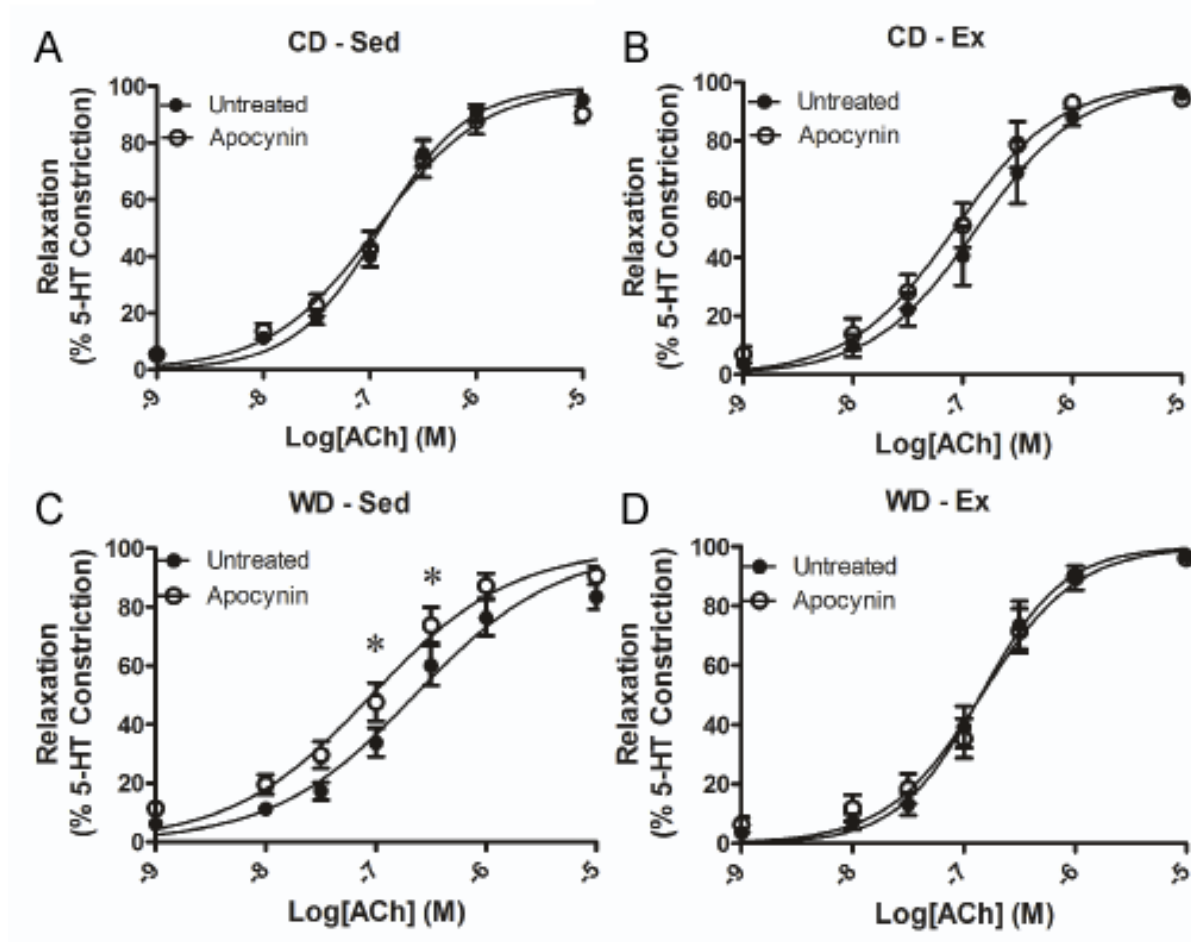 A
CD - Sed
Relaxation
(% 5-HT Constriction)
100
80
60
40
20
0
Untreated
Apocynin
-9
-8
-7
-6
-5
Log[ACh] (M)
B
CD - Ex
Relaxation
(% 5-HT Constriction)
100
80
60
40
20
0
Untreated
Apocynin
-9
-8
-7
-6
-5
Log[ACh] (M)
C
WD - Sed
Relaxation
(% 5-HT Constriction)
100
80
60
40
20
0
Untreated
Apocynin
*
*
-9
-8
-7
-6
-5
Log[ACh] (M)
D
WD - Ex
Relaxation
(% 5-HT Constriction)
100
80
60
40
20
0
Untreated
Apocynin
-9
-8
-7
-6
-5
Log[ACh] (M)